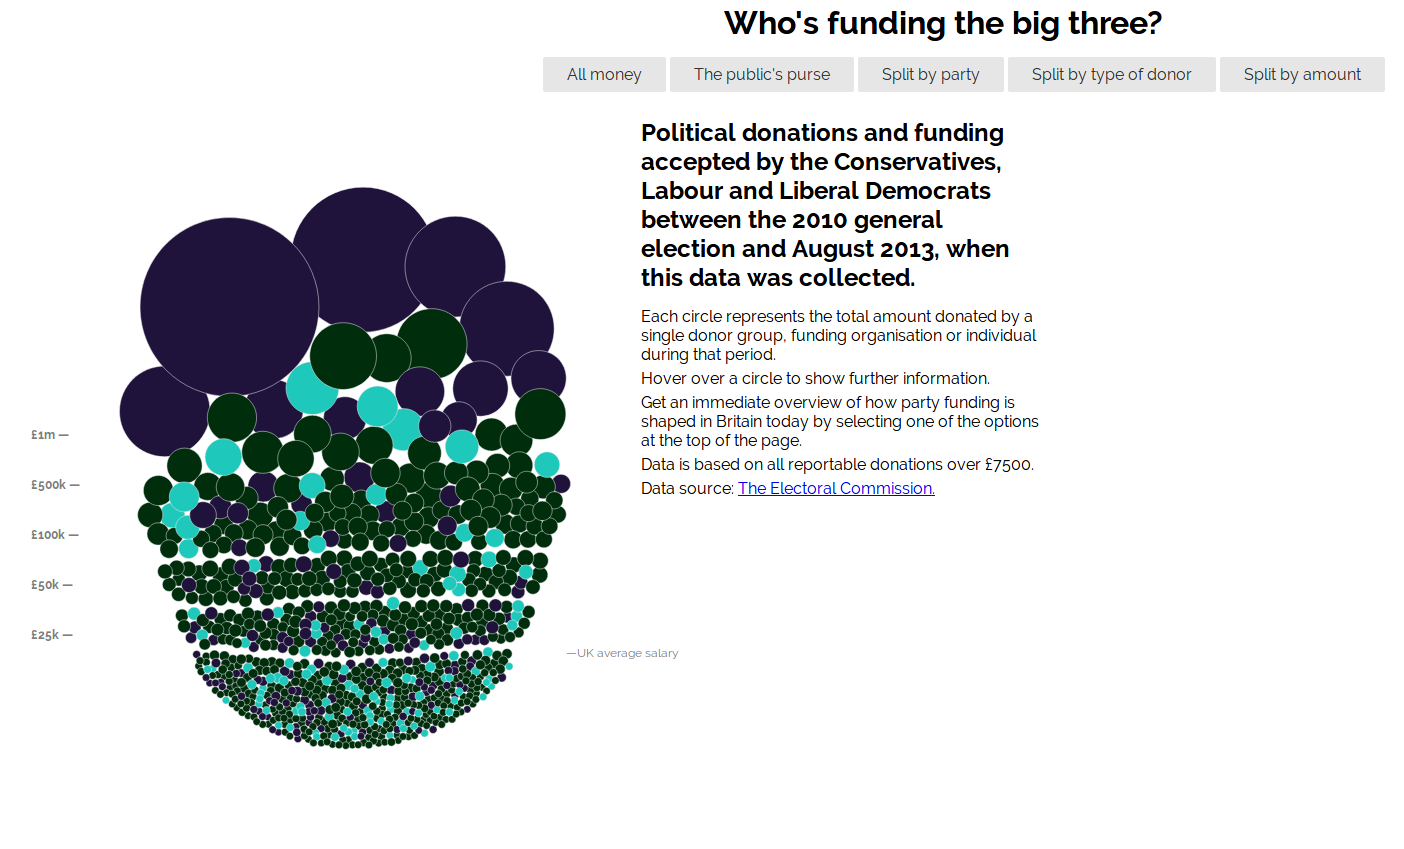 Who's funding the big three?
All money
The public's purse
Split by party
Split by type of donor
Split by amount
Political donations and funding
accepted by the Conservatives,
Labour and Liberal Democrats
between the 2010 general
election and August 2013, when
this data was collected.
Each circle represents the total amount donated by a
single donor group, funding organisation or individual
during that period.
Hover over a circle to show further information.
Get an immediate overview of how party funding is
shaped in Britain today by selecting one of the options
at the top of the page.
Data is based on all reportable donations over £7500.
Data source: The Electoral Commission.
£1m —
£500k —
£100k —
£50k —
£25k —
—UK average salary